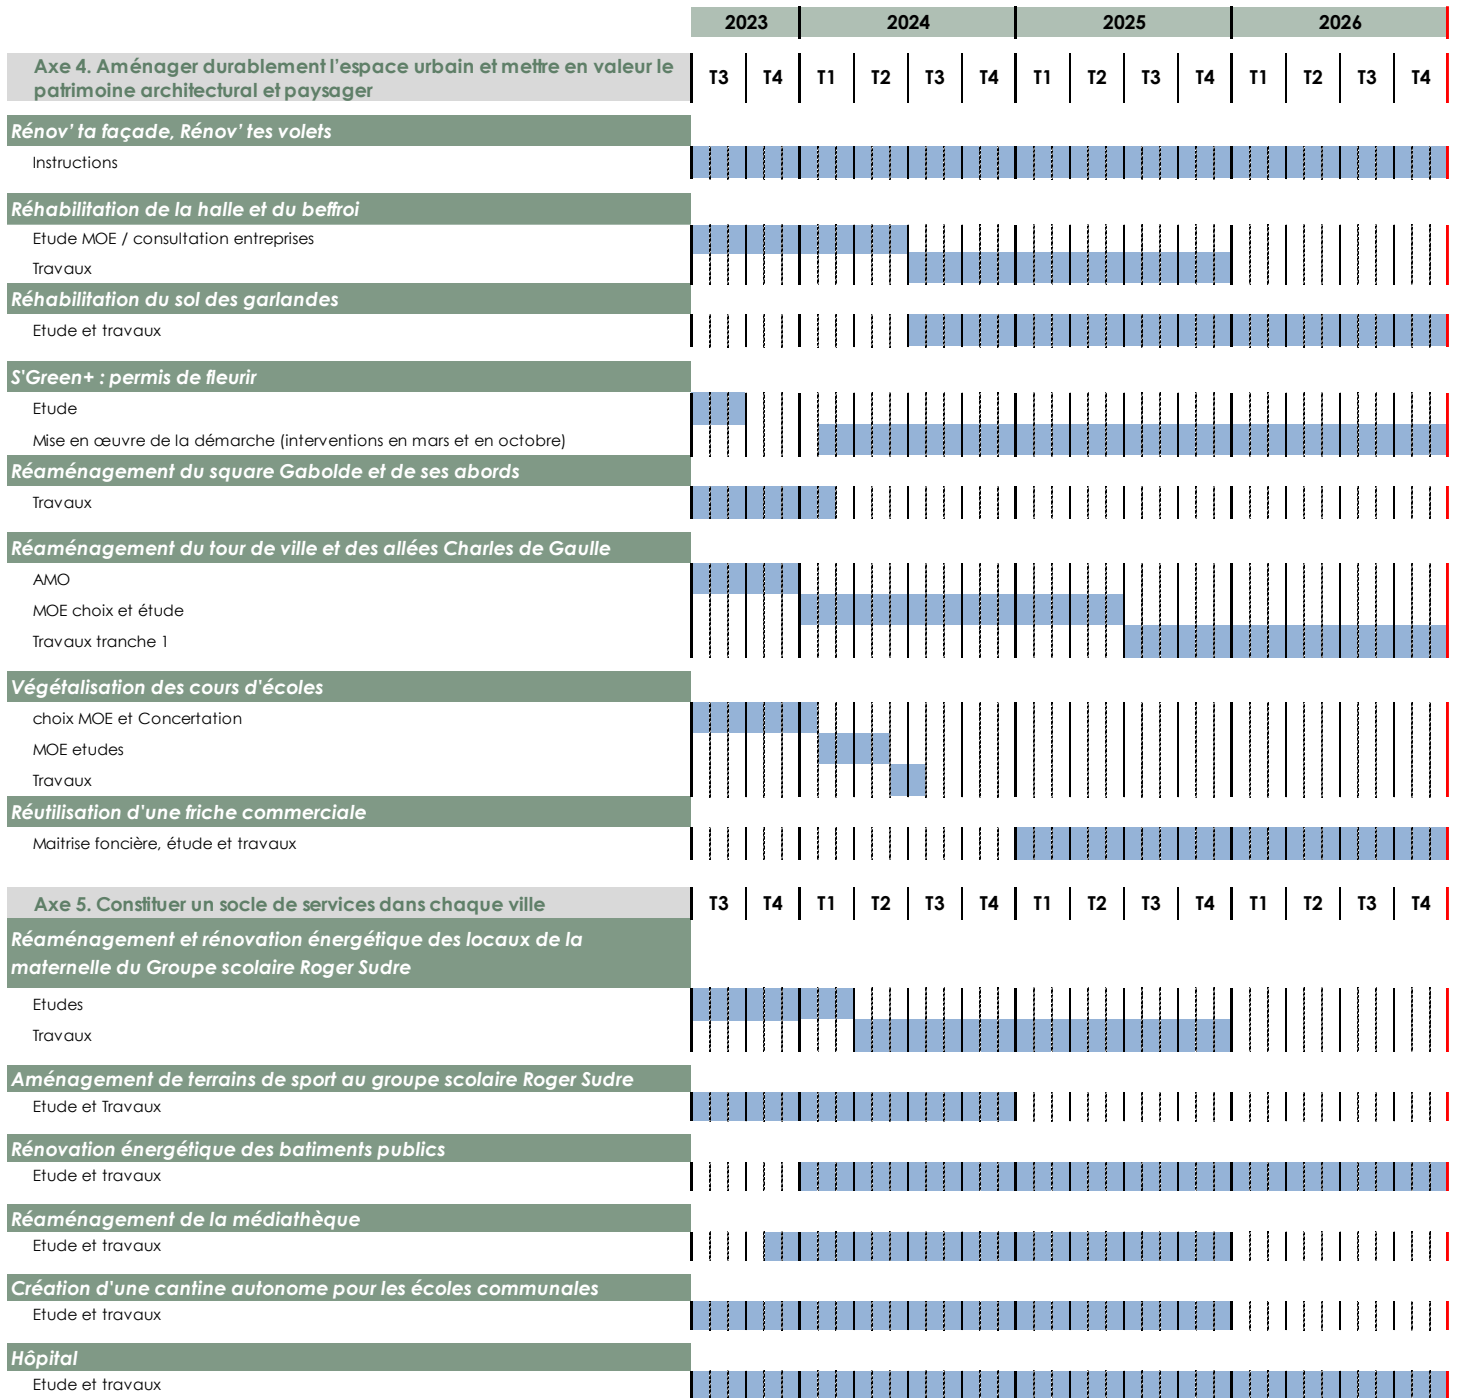 2023 2024 2025 2026
Axe 4. Aménager durablement l'espace urbain et mettre en valeur le
patrimoine architectural et paysager
T3 T4 T1 T2 T3 T4 T1 T2 T3 T4 T1 T2 T3 T4
Rénov' ta façade, Rénov' tes volets
Instructions
Réhabilitation de la halle et du beffroi
Etude MOE / consultation entreprises
Travaux
Réhabilitation du sol des garlandes
Etude et travaux
S'Green+ : permis de fleurir
Etude
Mise en œuvre de la démarche (interventions en mars et en octobre)
Réaménagement du square Gabolde et de ses abords
Travaux
Réaménagement du tour de ville et des allées Charles de Gaulle
AMO
MOE choix et étude
Travaux tranche 1
Végétalisation des cours d'écoles
choix MOE et Concertation
MOE etudes
Travaux
Réutilisation d'une friche commerciale
Maitrise foncière, étude et travaux
Axe 5. Constituer un socle de services dans chaque ville
T3 T4 T1 T2 T3 T4 T1 T2 T3 T4 T1 T2 T3 T4
Réaménagement et rénovation énergétique des locaux de la
maternelle du Groupe scolaire Roger Sudre
Etudes
Travaux
Aménagement de terrains de sport au groupe scolaire Roger Sudre
Etude et Travaux
Rénovation énergétique des batiments publics
Etude et travaux
Réaménagement de la médiathèque
Etude et travaux
Création d'une cantine autonome pour les écoles communales
Etude et travaux
Hôpital
Etude et travaux